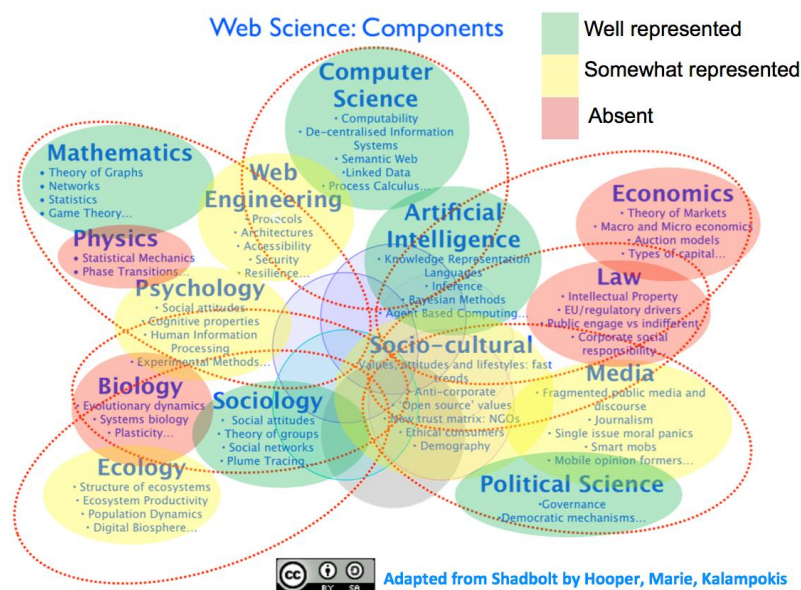 Web Science: Components
Well represented
Somewhat represented
Absent
Computer
Science
• Computability
• De-centralised Information
Systems
• Semantic Web
•Linked Data
• Process Calculus...
Mathematics
• Theory of Graphs
• Networks
• Statistics
• Game Theory...
Web
Engineering
• Protocols
• Architectures
• Accessibility
• Security
• Resilience...
Artificial
Intelligence
• Knowledge Representation
Languages
• Inference
• Bayesian Methods
• Agent Based Computing...
Economics
• Theory of Markets
• Macro and Micro economics
• Auction models
• Types of capital...
Physics
• Statistical Mechanics
• Phase Transitions...
Law
• Intellectual Property
• EU/regulatory drivers
Public engage vs indifferent
• Corporate social
responsibility
Psychology
• Social attitudes
• Cognitive properties
• Human Information
Processing
• Experimental Methods...
Socio-cultural
Values, attitudes and lifestyles: fast
trends
• Anti-corporate
• 'Open source' values
• New trust matrix: NGOs
• Ethical consumers
• Demography
Media
• Fragmented public media and
discourse
• Journalism
• Single issue moral panics
• Smart mobs
• Mobile opinion formers...
Biology
• Evolutionary dynamics
• Systems biology
• Plasticity...
Sociology
• Social attitudes
• Theory of groups
• Social networks
• Plume Tracing
Ecology
• Structure of ecosystems
• Ecosystem Productivity
• Population Dynamics
• Digital Biosphere...
Political Science
•Governance
•Democratic mechanisms...
cc
BY SA
Adapted from Shadbolt by Hooper, Marie, Kalampokis